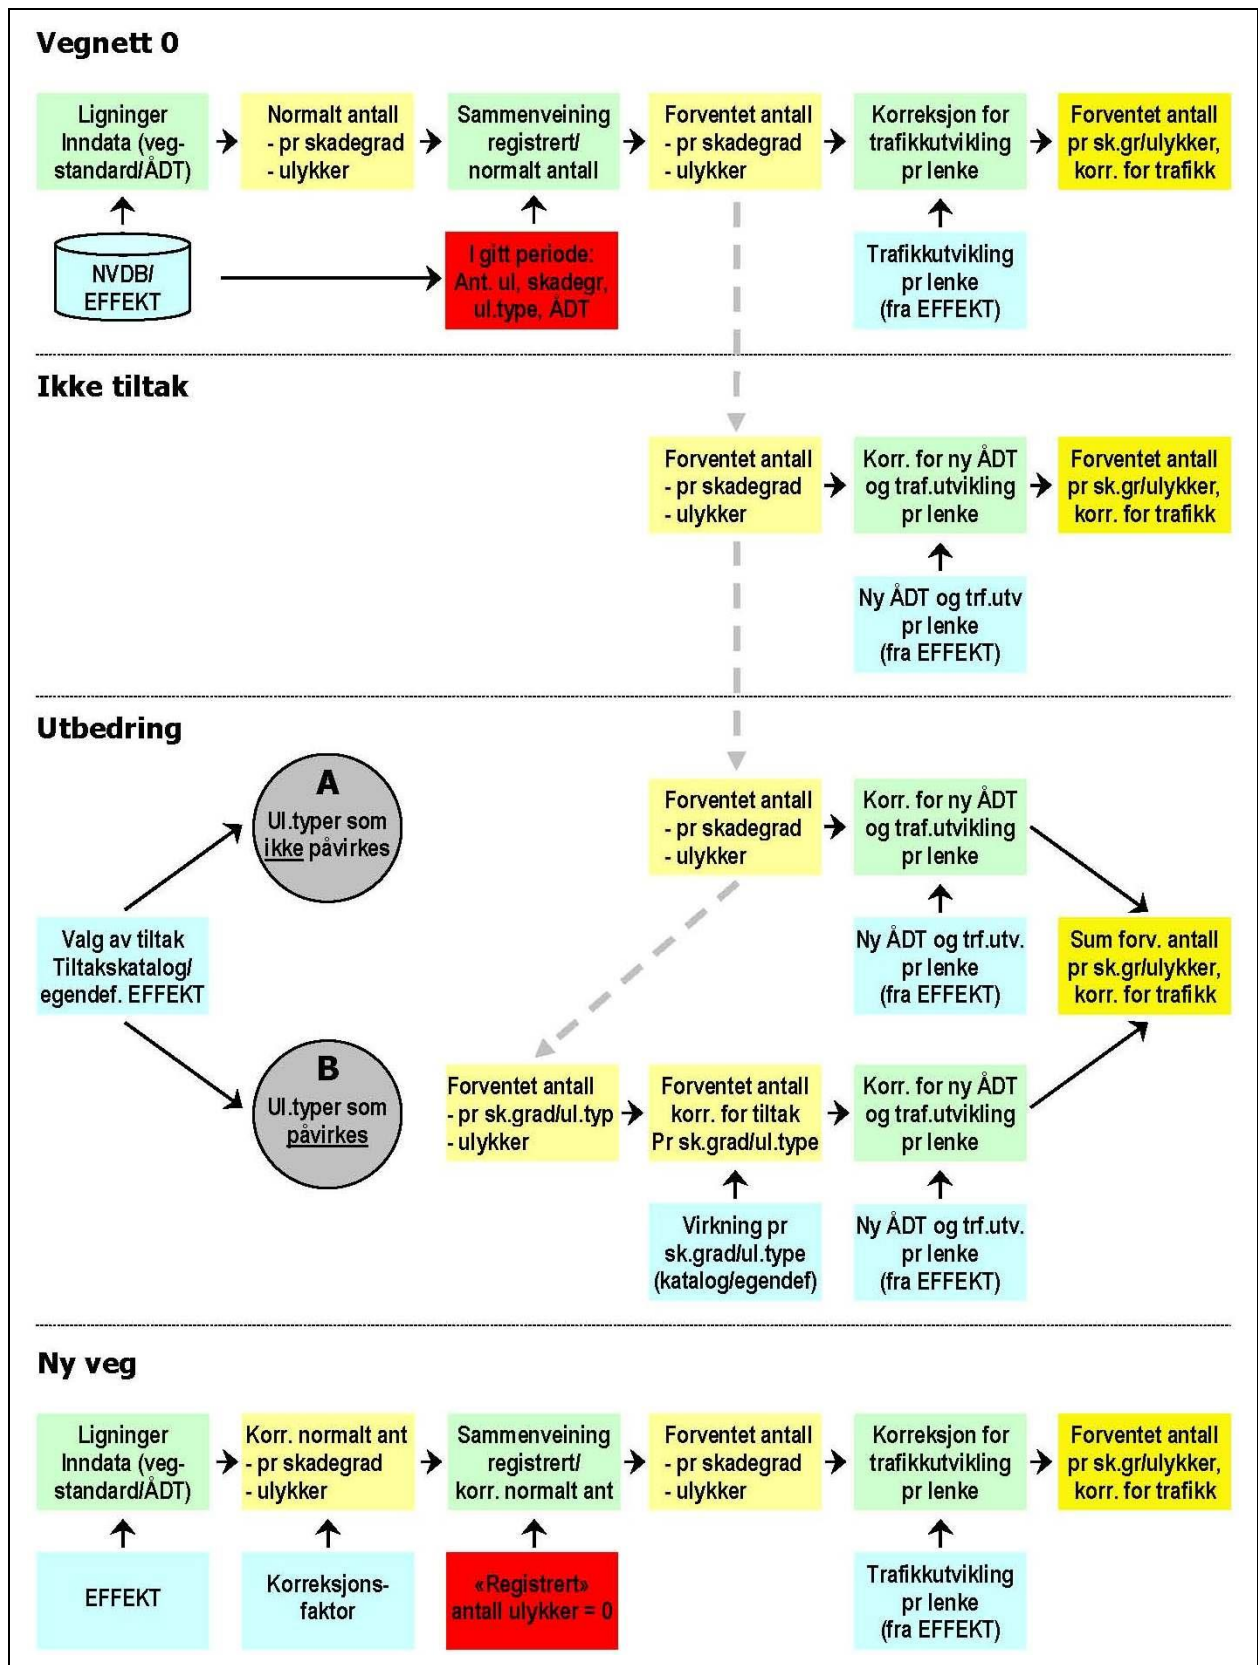 Vegnett 0
Ligninger
Inndata (veg-
standard/ÅDT)
Normalt antall
- pr skadegrad
- ulykker
Sammenveining
registrert/
normalt antall
Forventet antall
- pr skadegrad
- ulykker
Korreksjon for
trafikkutvikling
pr lenke
Forventet antall
pr sk.gr/ulykker,
korr. for trafikk
NVDB/
EFFEKT
I gitt periode:
Ant. ul, skadegr,
ul.type, ÅDT
Trafikkutvikling
pr lenke
(fra EFFEKT)
Ikke tiltak
Forventet antall
- pr skadegrad
- ulykker
Korr. for ny ÅDT
og traf.utvikling
pr lenke
Forventet antall
pr sk.gr/ulykker,
korr. for trafikk
Ny ÅDT og trf.utv
pr lenke
(fra EFFEKT)
Utbedring
A
Ul.typer som
ikke påvirkes
Forventet antall
- pr skadegrad
- ulykker
Korr. for ny ÅDT
og traf.utvikling
pr lenke
Valg av tiltak
Tiltakskatalog/
egendef. EFFEKT
Ny ÅDT og trf.utv.
pr lenke
(fra EFFEKT)
Sum forv. antall
pr sk.gr/ulykker,
korr. for trafikk
B
Ul.typer som
påvirkes
Forventet antall
- pr sk.grad/ul.typ
- ulykker
Forventet antall
korr. for tiltak
Pr sk.grad/ul.type
Korr. for ny ÅDT
og traf.utvikling
pr lenke
Virkning pr
sk.grad/ul.type
(katalog/egendef)
Ny ÅDT og trf.utv.
pr lenke
(fra EFFEKT)
Ny veg
Ligninger
Inndata (veg-
standard/ÅDT)
Korr. normalt ant
- pr skadegrad
- ulykker
Sammenveining
registrert/
korr. normalt ant
Forventet antall
- pr skadegrad
- ulykker
Korreksjon for
trafikkutvikling
pr lenke
Forventet antall
pr sk.gr/ulykker,
korr. for trafikk
EFFEKT
Korreksjons-
faktor
«Registrert»
antall ulykker = 0
Trafikkutvikling
pr lenke
(fra EFFEKT)